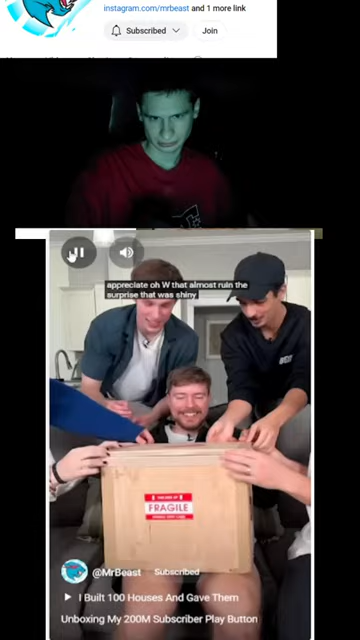 instagram.com/mrbeast and 1 more link
Subscribed
Join
appreciate oh W that almost ruin the
surprise that was shiny
FRAGILE
@MrBeast Subscribed
I Built 100 Houses And Gave Them
Unboxing My 200M Subscriber Play Button